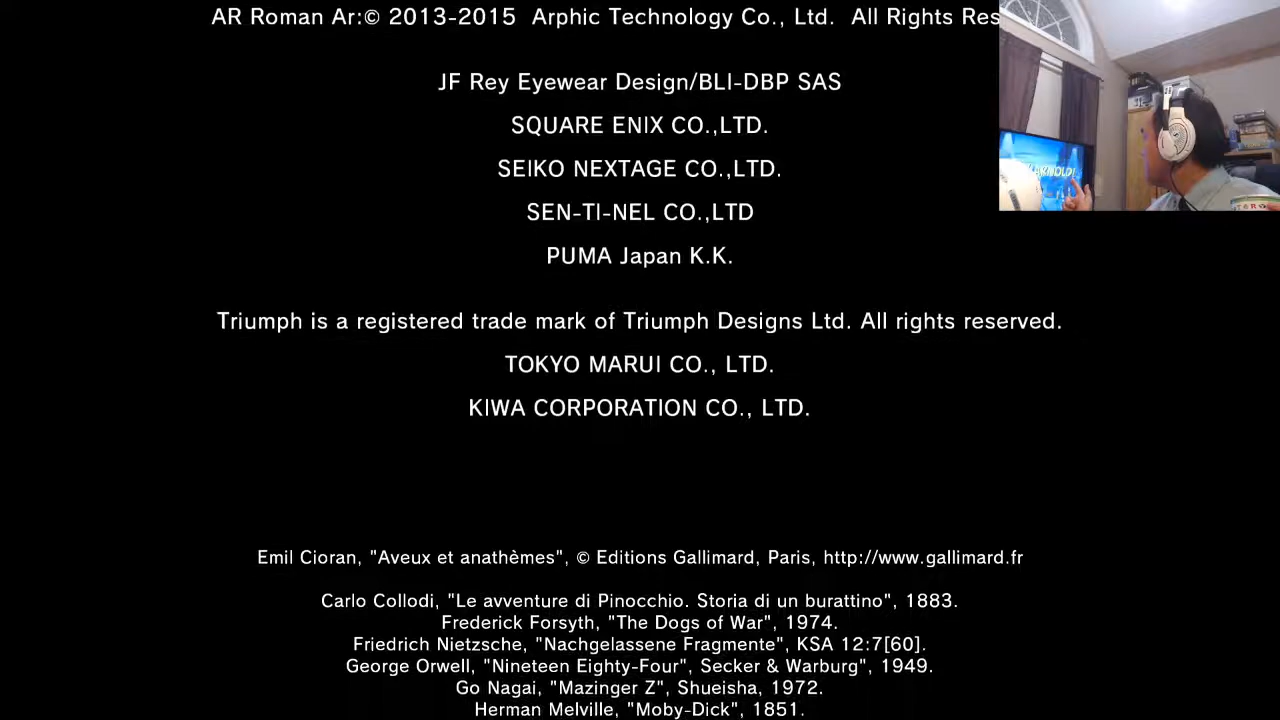 AR Roman Ar:© 2013-2015 Arphic Technology Co., Ltd. All Rights Res
JF Rey Eyewear Design/BLI-DBP SAS
SQUARE ENIX CO.,LTD.
SEIKO NEXTAGE CO.,LTD.
SEN-TI-NEL CO.,LTD
PUMA Japan K.K.
Triumph is a registered trade mark of Triumph Designs Ltd. All rights reserved.
TOKYO MARUI CO., LTD.
KIWA CORPORATION CO., LTD.
Emil Cioran, "Aveux et anathèmes", © Editions Gallimard, Paris, http://www.gallimard.fr
Carlo Collodi, "Le avventure di Pinocchio. Storia di un burattino", 1883.
Frederick Forsyth, "The Dogs of War", 1974.
Friedrich Nietzsche, "Nachgelassene Fragmente", KSA 12:7[60].
George Orwell, "Nineteen Eighty-Four", Secker & Warburg", 1949.
Go Nagai, "Mazinger Z", Shueisha, 1972.
Herman Melville, "Moby-Dick", 1851.